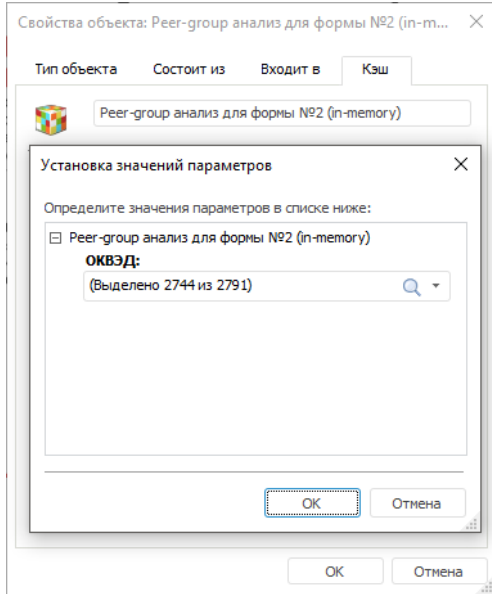 Свойства объекта: Peer-group анализ для формы №2 (in-m...
Тип объекта Состоит из Входит в Кэш
Peer-group анализ для формы №2 (in-memory)
Установка значений параметров
Определите значения параметров в списке ниже:
Peer-group анализ для формы №2 (in-memory)
ОКВЭД:
(Выделено 2744 из 2791)
ОК Отмена
ОК Отмена